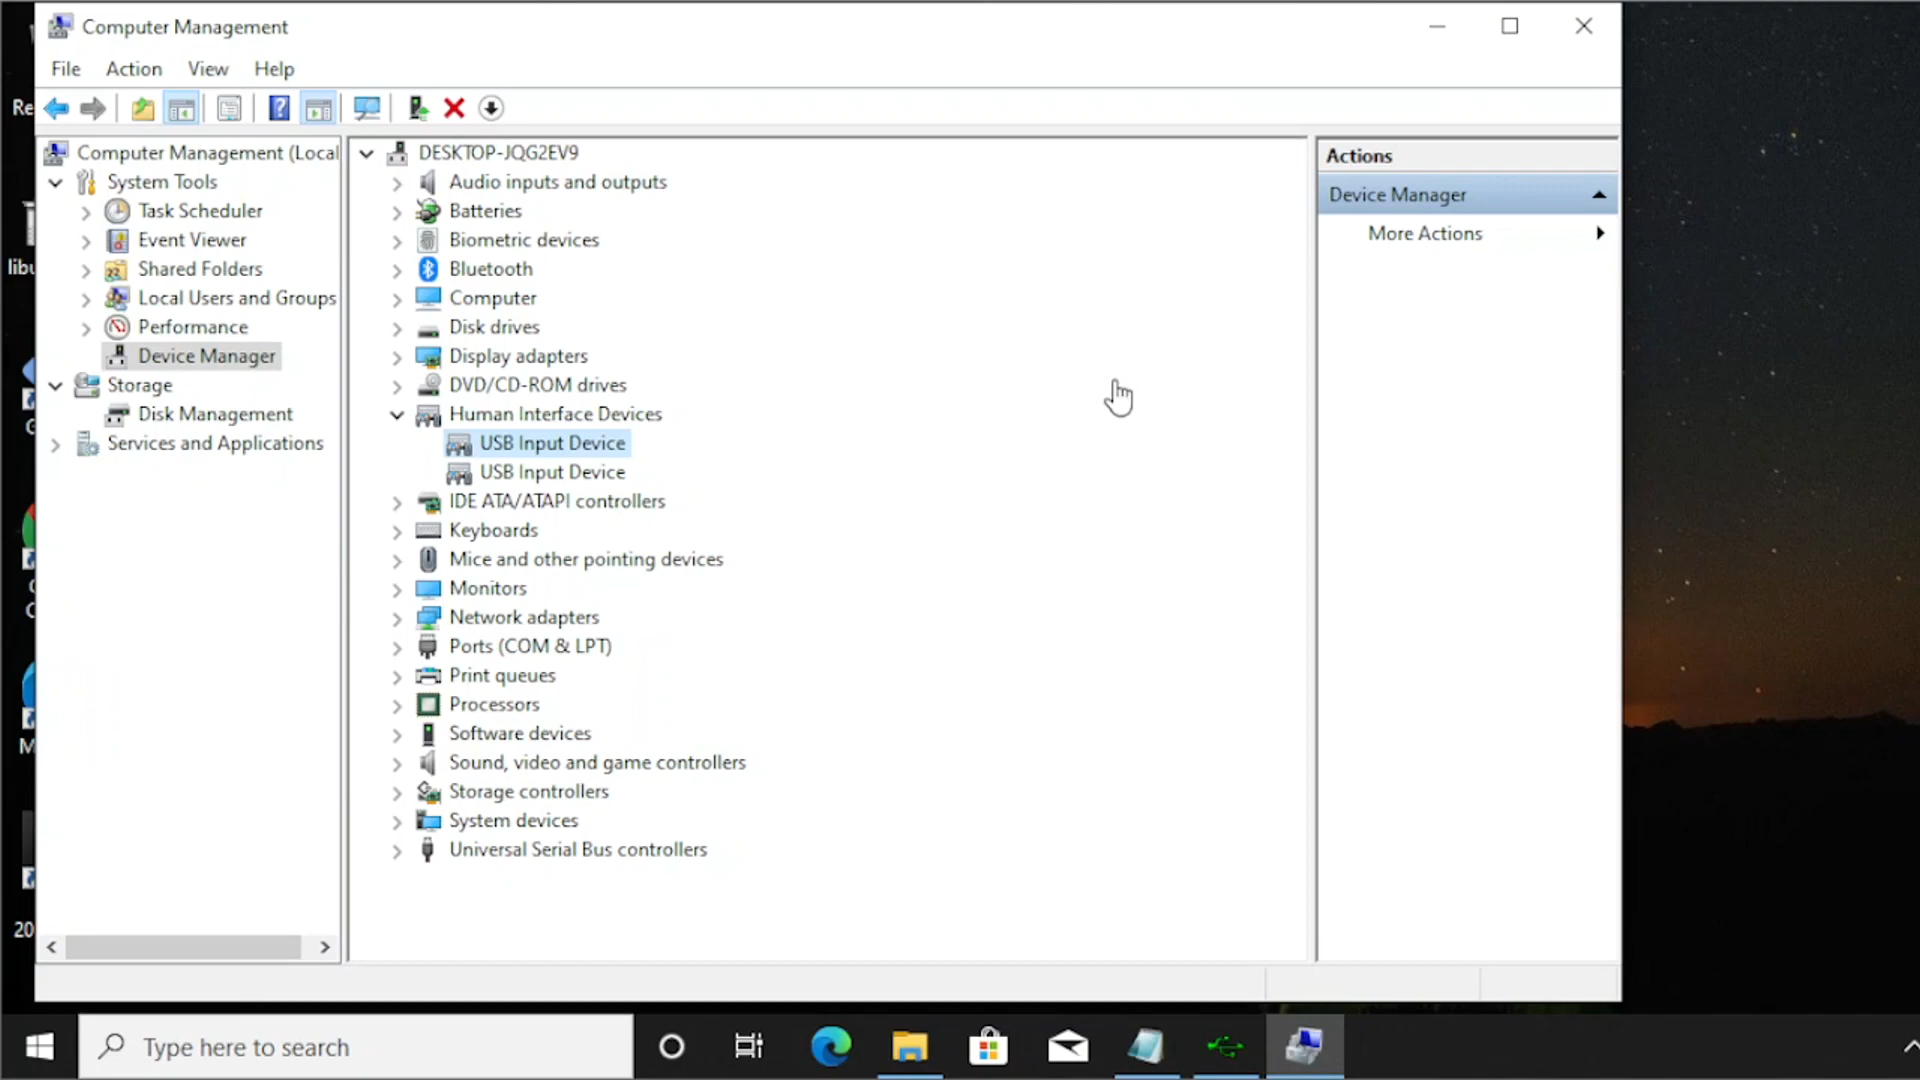 Computer Management
File Action View Help
Re
Computer Management (Local
System Tools
Task Scheduler
Event Viewer
Shared Folders
Local Users and Groups
Performance
Device Manager
Storage
Disk Management
Services and Applications
DESKTOP-JQG2EV9
Audio inputs and outputs
Batteries
Biometric devices
Bluetooth
Computer
Disk drives
Display adapters
DVD/CD-ROM drives
Human Interface Devices
USB Input Device
USB Input Device
IDE ATA/ATAPI controllers
Keyboards
Mice and other pointing devices
Monitors
Network adapters
Ports (COM & LPT)
Print queues
Processors
Software devices
Sound, video and game controllers
Storage controllers
System devices
Universal Serial Bus controllers
Actions
Device Manager
More Actions
libu
M
20
Type here to search